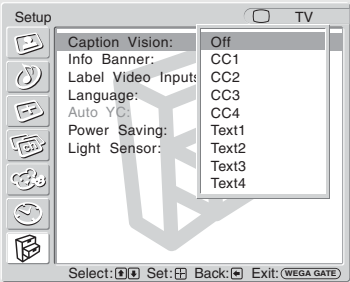 Setup
TV
Caption Vision:
Info Banner:
Label Video Inputs
Language:
Auto YC:
Power Saving:
Light Sensor:
Off
CC1
CC2
CC3
CC4
Text1
Text2
Text3
Text4
Select: Set: Back: Exit: WEGA GATE